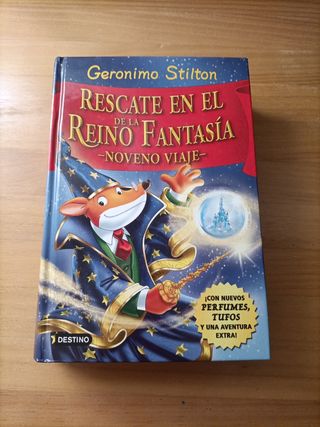 Geronimo Stilton
RESCATE EN EL
DE LA
REINO FANTASÍA
-NOVENO VIAJE-
¡CON NUEVOS
PERFUMES,
TUFOS
Y UNA AVENTURA
EXTRA!
DESTINO